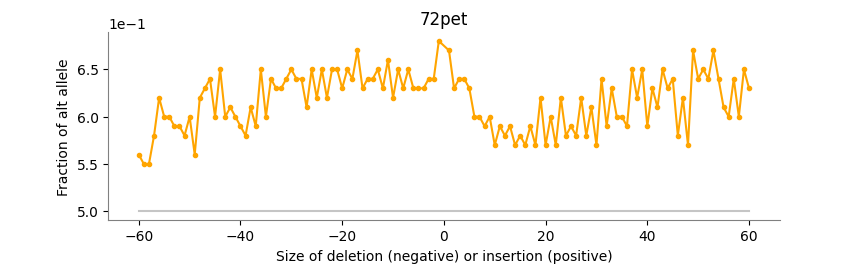 72pet
1e−1
6.5
6.0
5.5
5.0
Fraction of alt allele
−60 −40 −20 0 20 40 60
Size of deletion (negative) or insertion (positive)